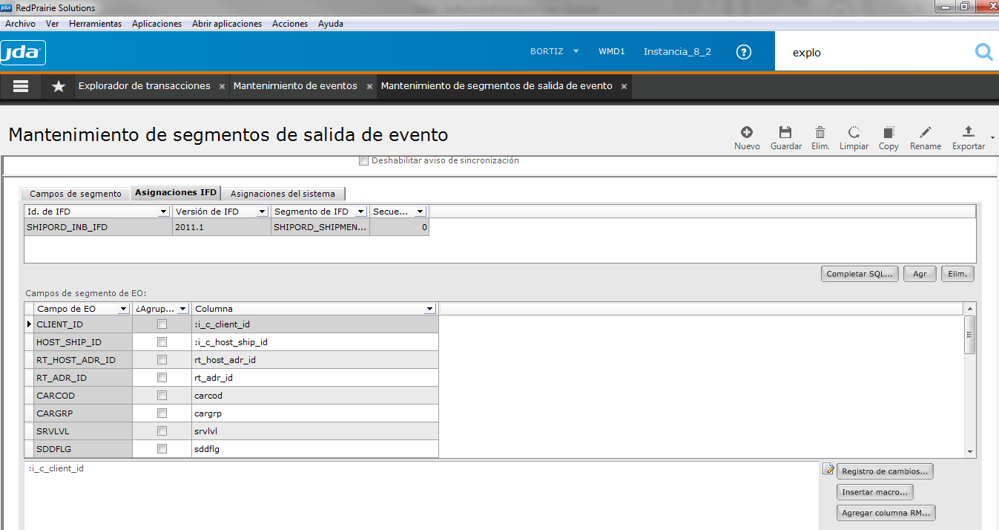 RedPrairie Solutions
Archivo Ver Herramientas Aplicaciones Abrir aplicaciones Acciones Ayuda
jda
BORTIZ WMD1 Instancia_8_2 ? explo
Explorador de transacciones × Mantenimiento de eventos × Mantenimiento de segmentos de salida de evento ×
Mantenimiento de segmentos de salida de evento
Nuevo Guardar Elim. Limpiar Copy Rename Exportar
Deshabilitar aviso de sincronización
Campos de segmento Asignaciones IFD Asignaciones del sistema
Id. de IFD Versión de IFD Segmento de IFD Secue...
SHIPORD_INB_IFD 2011.1 SHIPORD_SHIPMEN... 0
Completar SQL... Agr Elim.
Campos de segmento de EO:
Campo de EO ¿Agrup... Columna
CLIENT_ID :i_c_client_id
HOST_SHIP_ID :i_c_host_ship_id
RT_HOST_ADR_ID rt_host_adr_id
RT_ADR_ID rt_adr_id
CARCOD carcod
CARGRP cargrp
SRVLVL srvlvl
SDDFLG sddflg
:i_c_client_id
Registro de cambios...
Insertar macro...
Agregar columna RM...